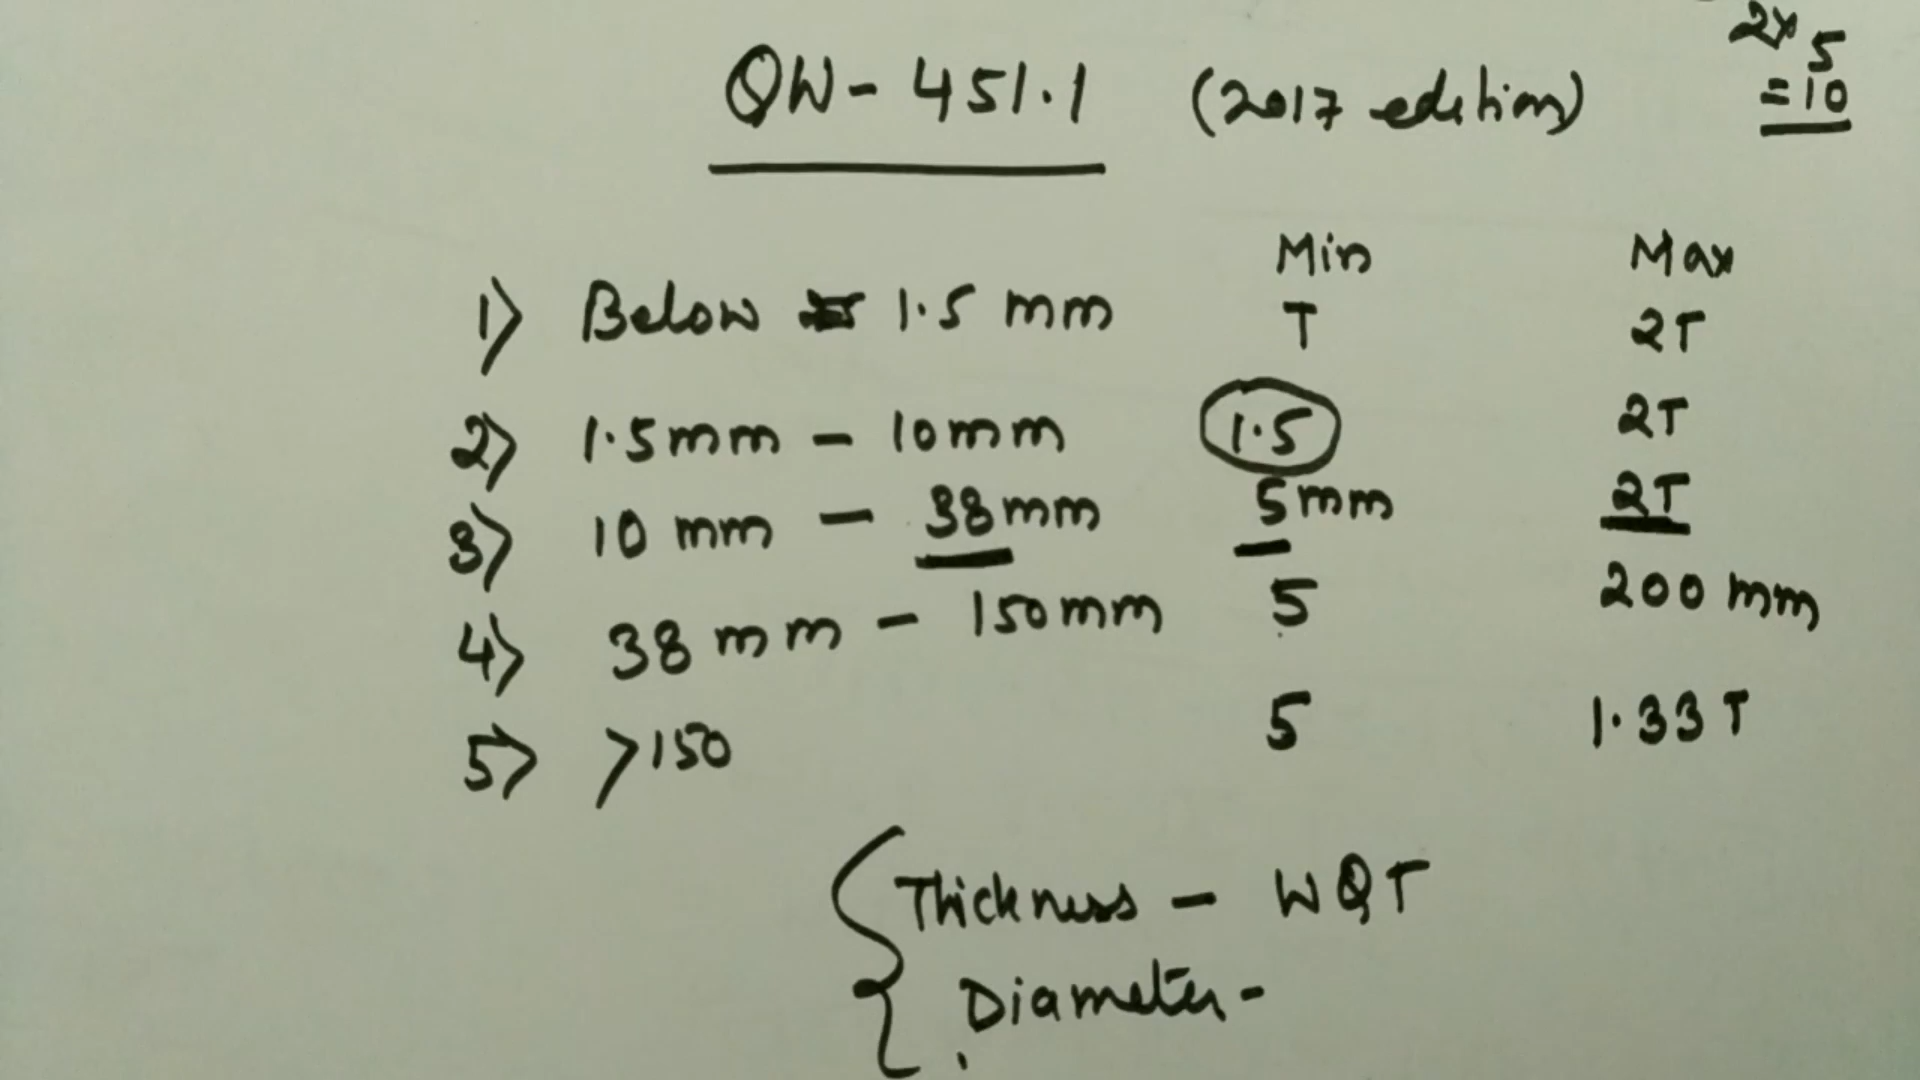 2x 5
= 10
QW - 451.1 (2017 edition)
Min Max
1) Below 1.5 mm T 2T
2) 1.5mm - 10mm 1.5 2T
3) 10 mm - 38mm 5mm 2T
4) 38 mm - 150mm 5 200 mm
5) >150 5 1.33 T
Thickness - WQT
Diameter -